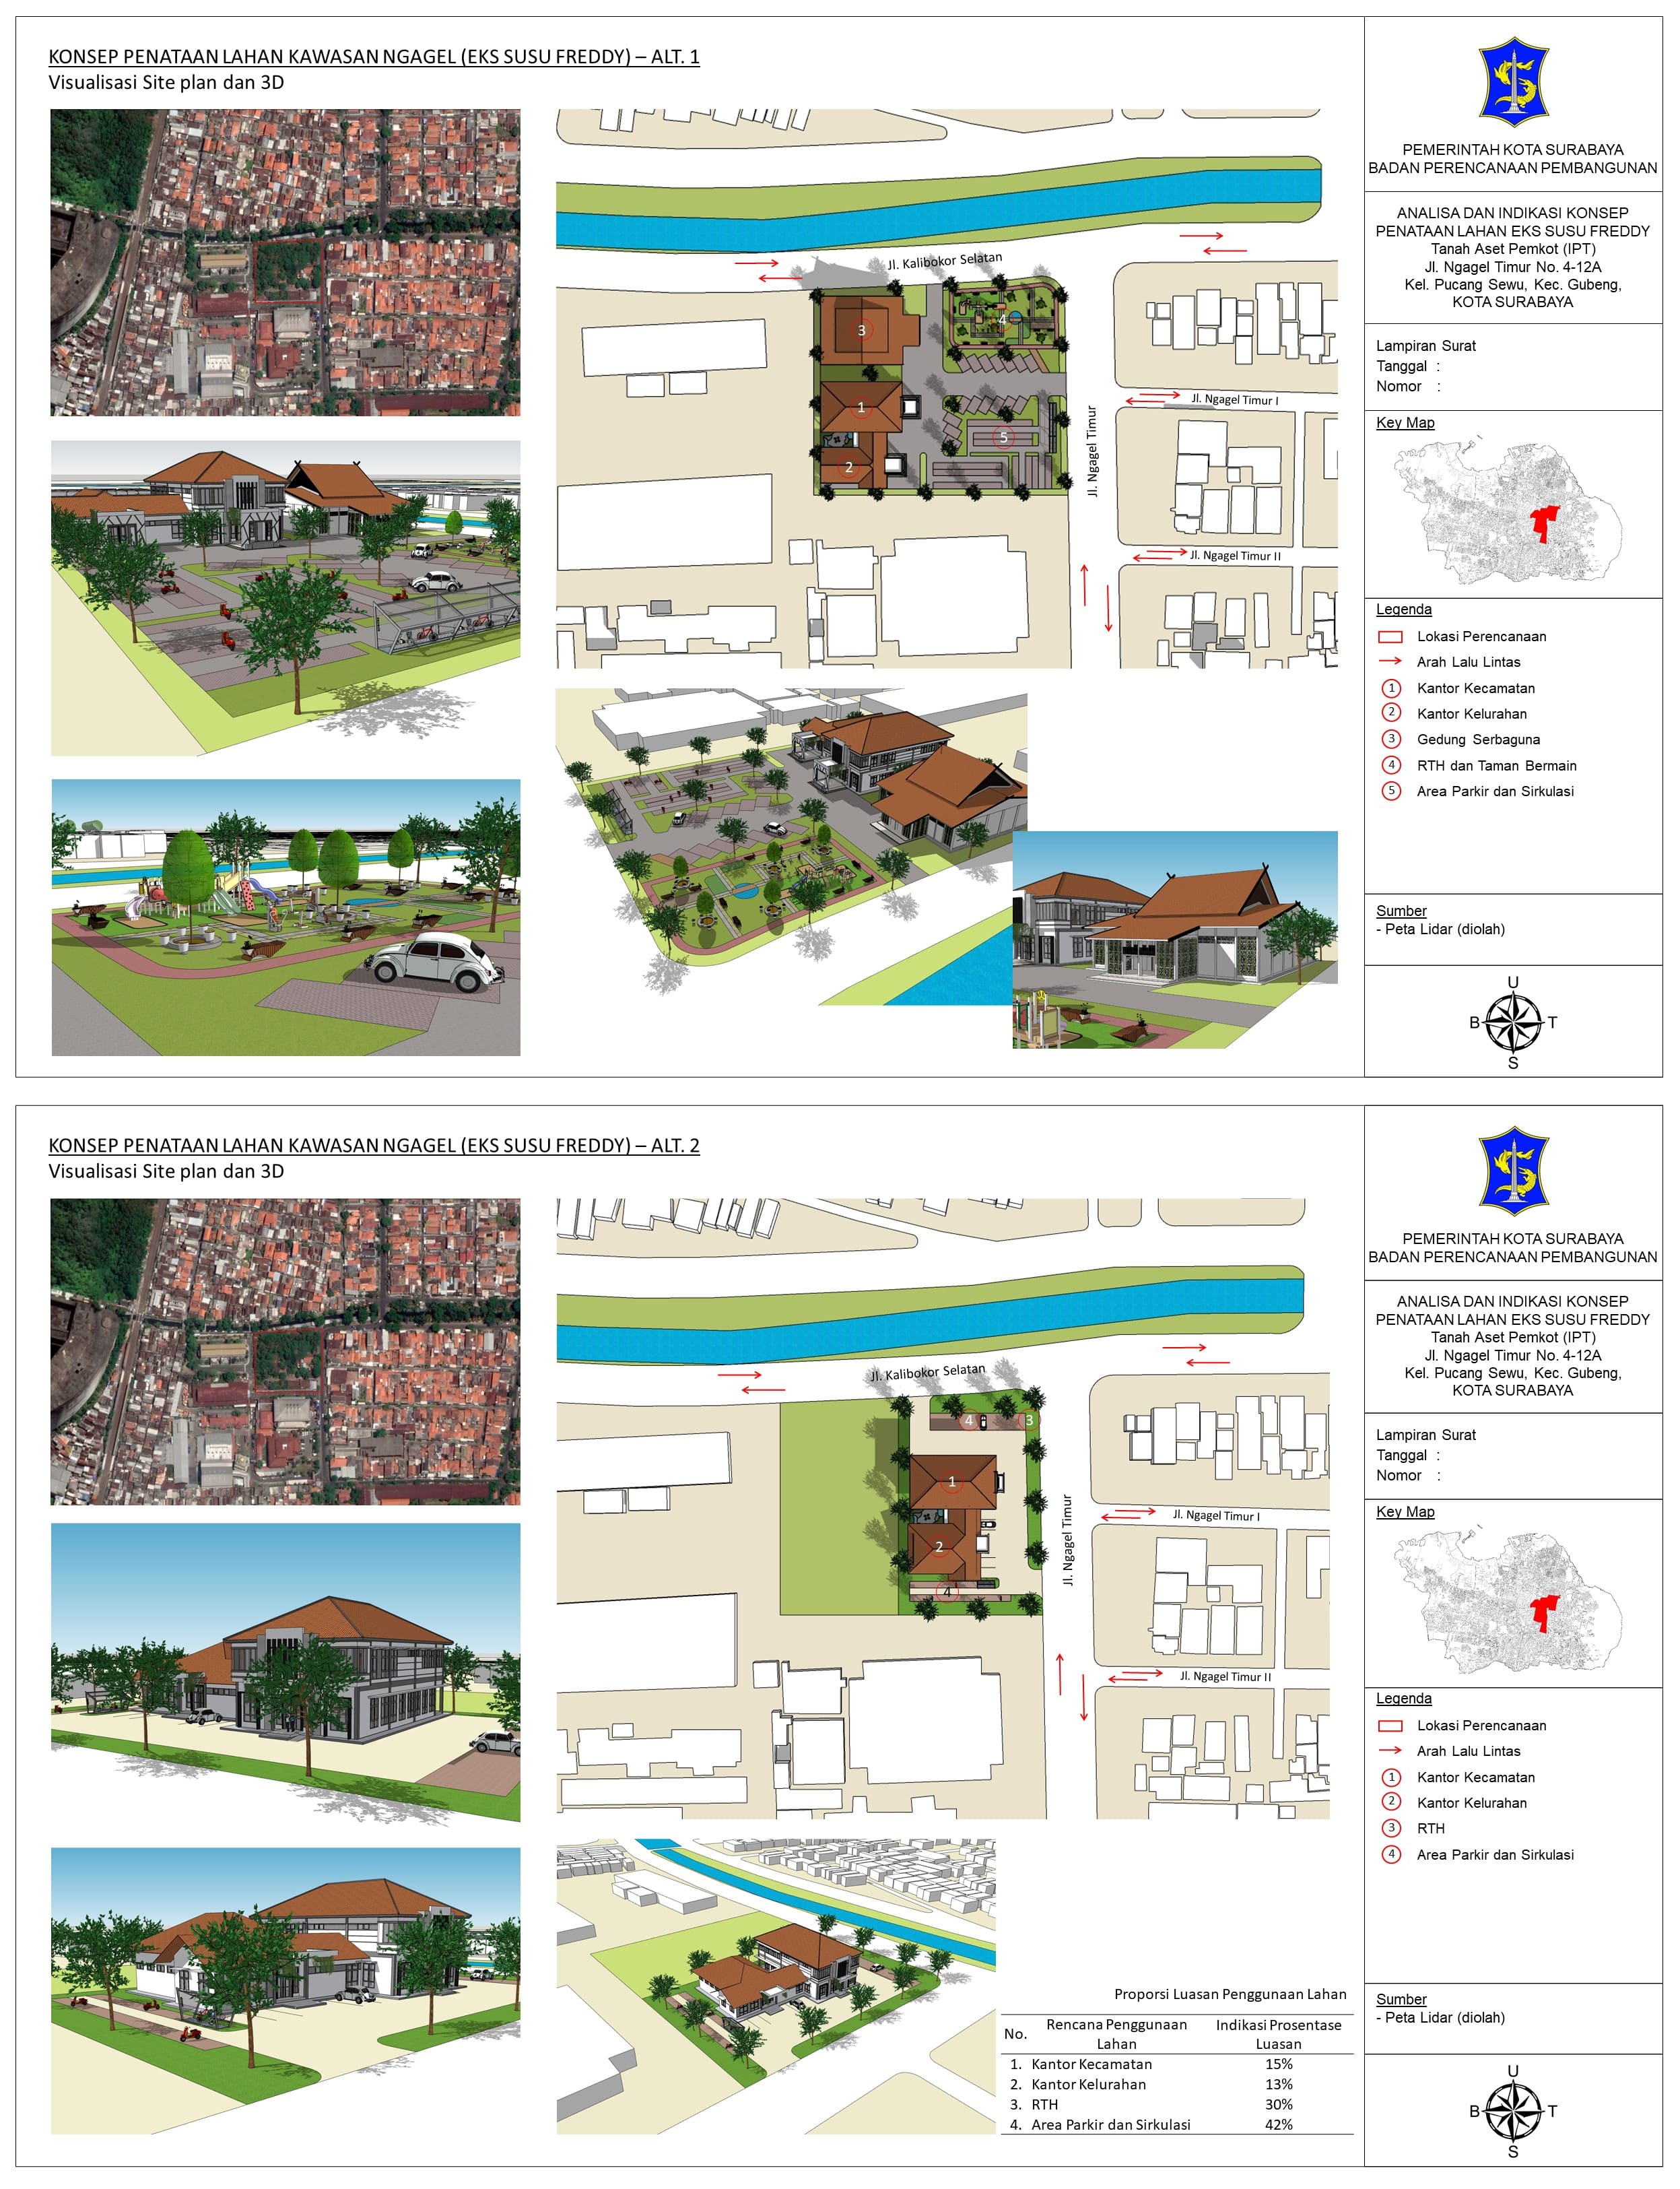 KONSEP PENATAAN LAHAN KAWASAN NGAGEL (EKS SUSU FREDDY) – ALT. 1
Visualisasi Site plan dan 3D
Jl. Kalibokor Selatan
3
4
1
5
2
Jl. Ngagel Timur
Jl. Ngagel Timur I
Jl. Ngagel Timur II
PEMERINTAH KOTA SURABAYA
BADAN PERENCANAAN PEMBANGUNAN
ANALISA DAN INDIKASI KONSEP
PENATAAN LAHAN EKS SUSU FREDDY
Tanah Aset Pemkot (IPT)
Jl. Ngagel Timur No. 4-12A
Kel. Pucang Sewu, Kec. Gubeng,
KOTA SURABAYA
Lampiran Surat
Tanggal :
Nomor :
Key Map
Legenda
Lokasi Perencanaan
Arah Lalu Lintas
1 Kantor Kecamatan
2 Kantor Kelurahan
3 Gedung Serbaguna
4 RTH dan Taman Bermain
5 Area Parkir dan Sirkulasi
Sumber
- Peta Lidar (diolah)
U
B T
S
KONSEP PENATAAN LAHAN KAWASAN NGAGEL (EKS SUSU FREDDY) – ALT. 2
Visualisasi Site plan dan 3D
Jl. Kalibokor Selatan
4
3
1
2
4
Jl. Ngagel Timur
Jl. Ngagel Timur I
Jl. Ngagel Timur II
Proporsi Luasan Penggunaan Lahan
No. Rencana Penggunaan Lahan Indikasi Prosentase Luasan
1. Kantor Kecamatan 15%
2. Kantor Kelurahan 13%
3. RTH 30%
4. Area Parkir dan Sirkulasi 42%
PEMERINTAH KOTA SURABAYA
BADAN PERENCANAAN PEMBANGUNAN
ANALISA DAN INDIKASI KONSEP
PENATAAN LAHAN EKS SUSU FREDDY
Tanah Aset Pemkot (IPT)
Jl. Ngagel Timur No. 4-12A
Kel. Pucang Sewu, Kec. Gubeng,
KOTA SURABAYA
Lampiran Surat
Tanggal :
Nomor :
Key Map
Legenda
Lokasi Perencanaan
Arah Lalu Lintas
1 Kantor Kecamatan
2 Kantor Kelurahan
3 RTH
4 Area Parkir dan Sirkulasi
Sumber
- Peta Lidar (diolah)
U
B T
S